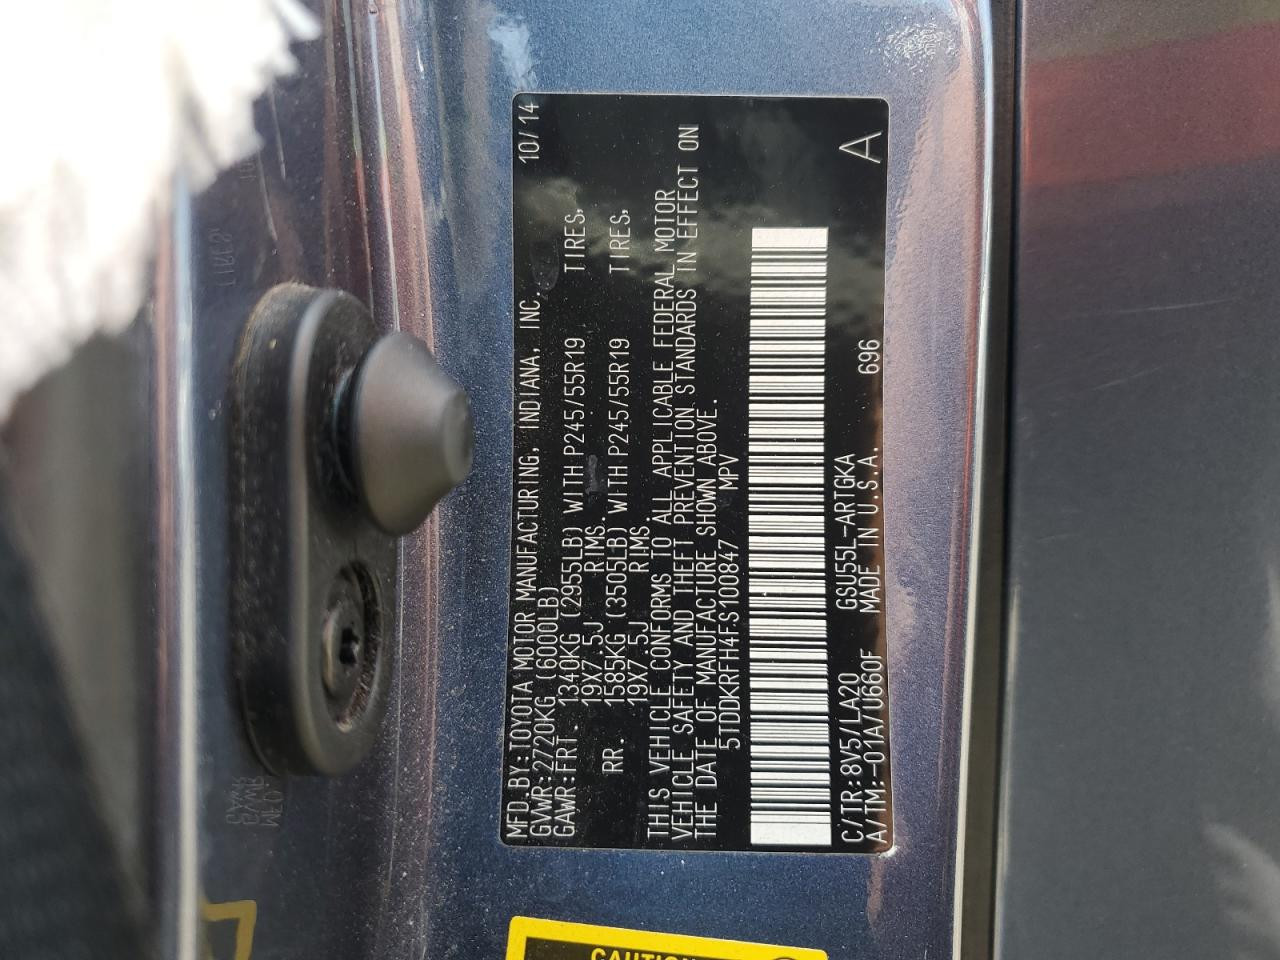 MFD. BY: TOYOTA MOTOR MANUFACTURING, INDIANA, INC. 10/14
GVWR: 2720KG (6000LB)
GAWR: FRT. 1340KG (2955LB) WITH P245/55R19 TIRES,
19X7.5J RIMS.
RR. 1585KG (3505LB) WITH P245/55R19 TIRES,
19X7.5J RIMS.
THIS VEHICLE CONFORMS TO ALL APPLICABLE FEDERAL MOTOR
VEHICLE SAFETY AND THEFT PREVENTION STANDARDS IN EFFECT ON
THE DATE OF MANUFACTURE SHOWN ABOVE.
5TDDKRFH4FS100847 MPV
C/TR: 8V5/LA20 GSU55L-ARTGKA 696
A/TM: -01A/U660F MADE IN U.S.A. A
CAUTION